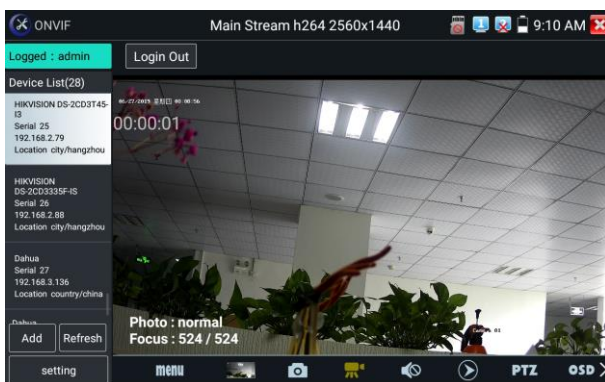 ONVIF
Main Stream h264 2560x1440
9:10 AM
Logged : admin
Login Out
Device List(28)
HIKVISION DS-2CD3T45-
I3
Serial 25
192.168.2.79
Location city/hangzhou
HIKVISION
DS-2CD3335F-IS
Serial 26
192.168.2.88
Location city/hangzhou
Dahua
Serial 27
192.168.3.136
Location country/china
Dahua
Add
Refresh
setting
00:00:01
Photo : normal
Focus : 524 / 524
menu
PTZ
OSD